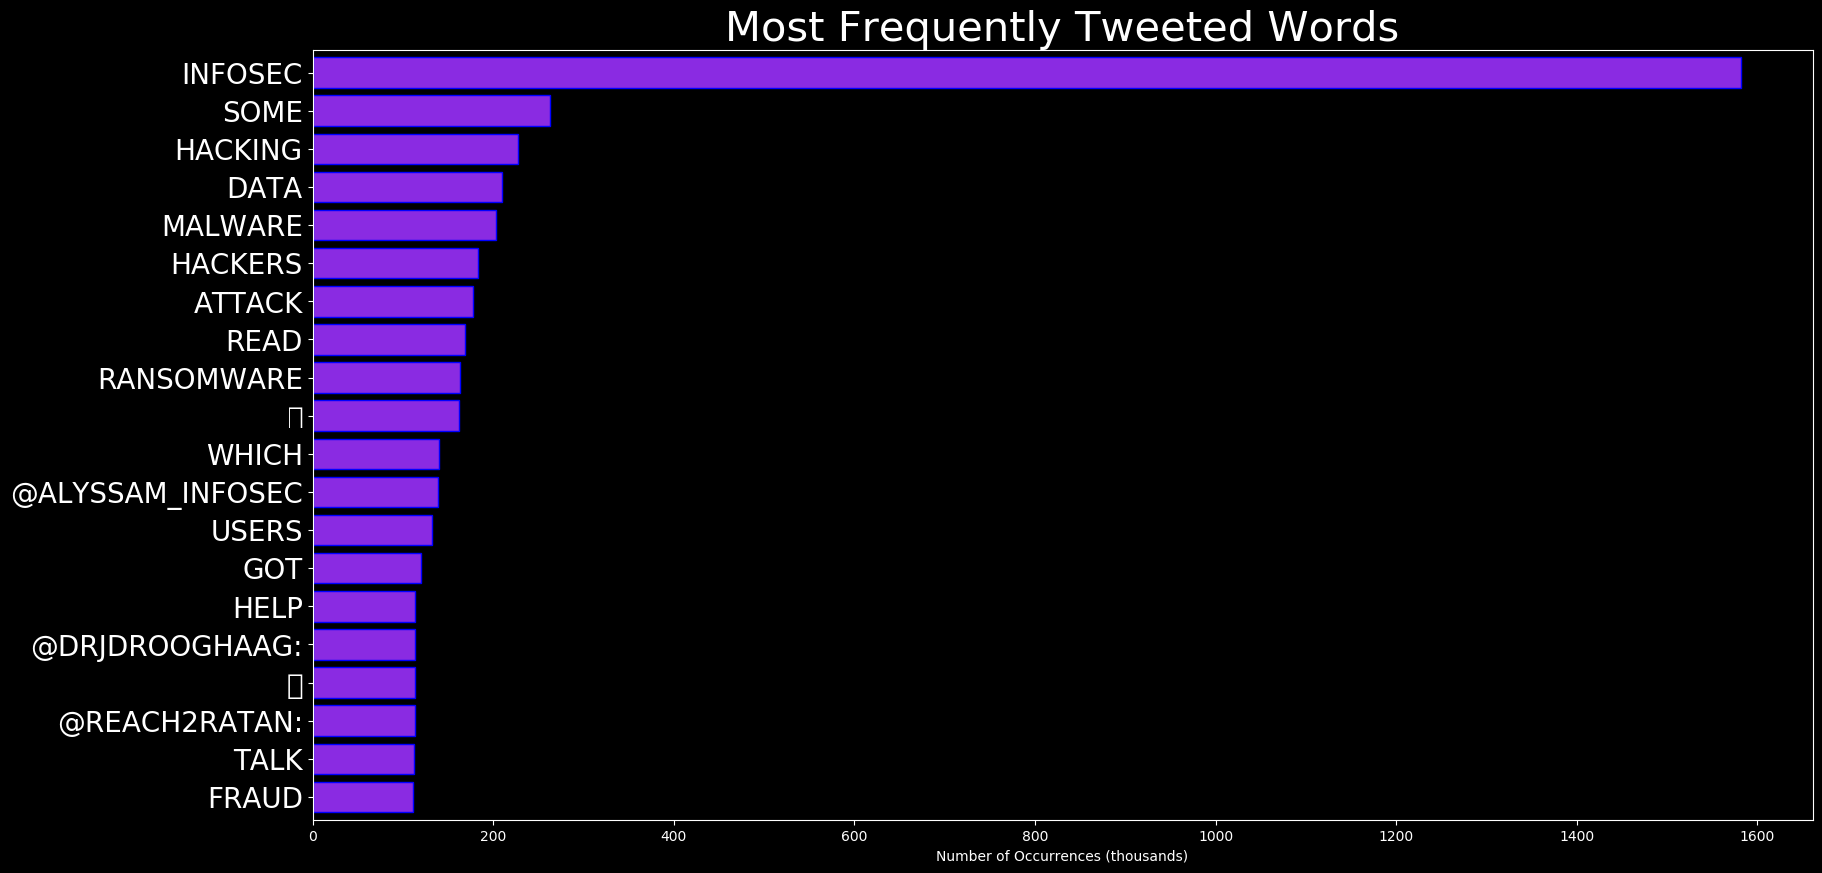 Most Frequently Tweeted Words
INFOSEC
SOME
HACKING
DATA
MALWARE
HACKERS
ATTACK
READ
RANSOMWARE
WHICH
@ALYSSAM_INFOSEC
USERS
GOT
HELP
@DRJDROOGHAAG:
@REACH2RATAN:
TALK
FRAUD
0 200 400 600 800 1000 1200 1400 1600
Number of Occurrences (thousands)